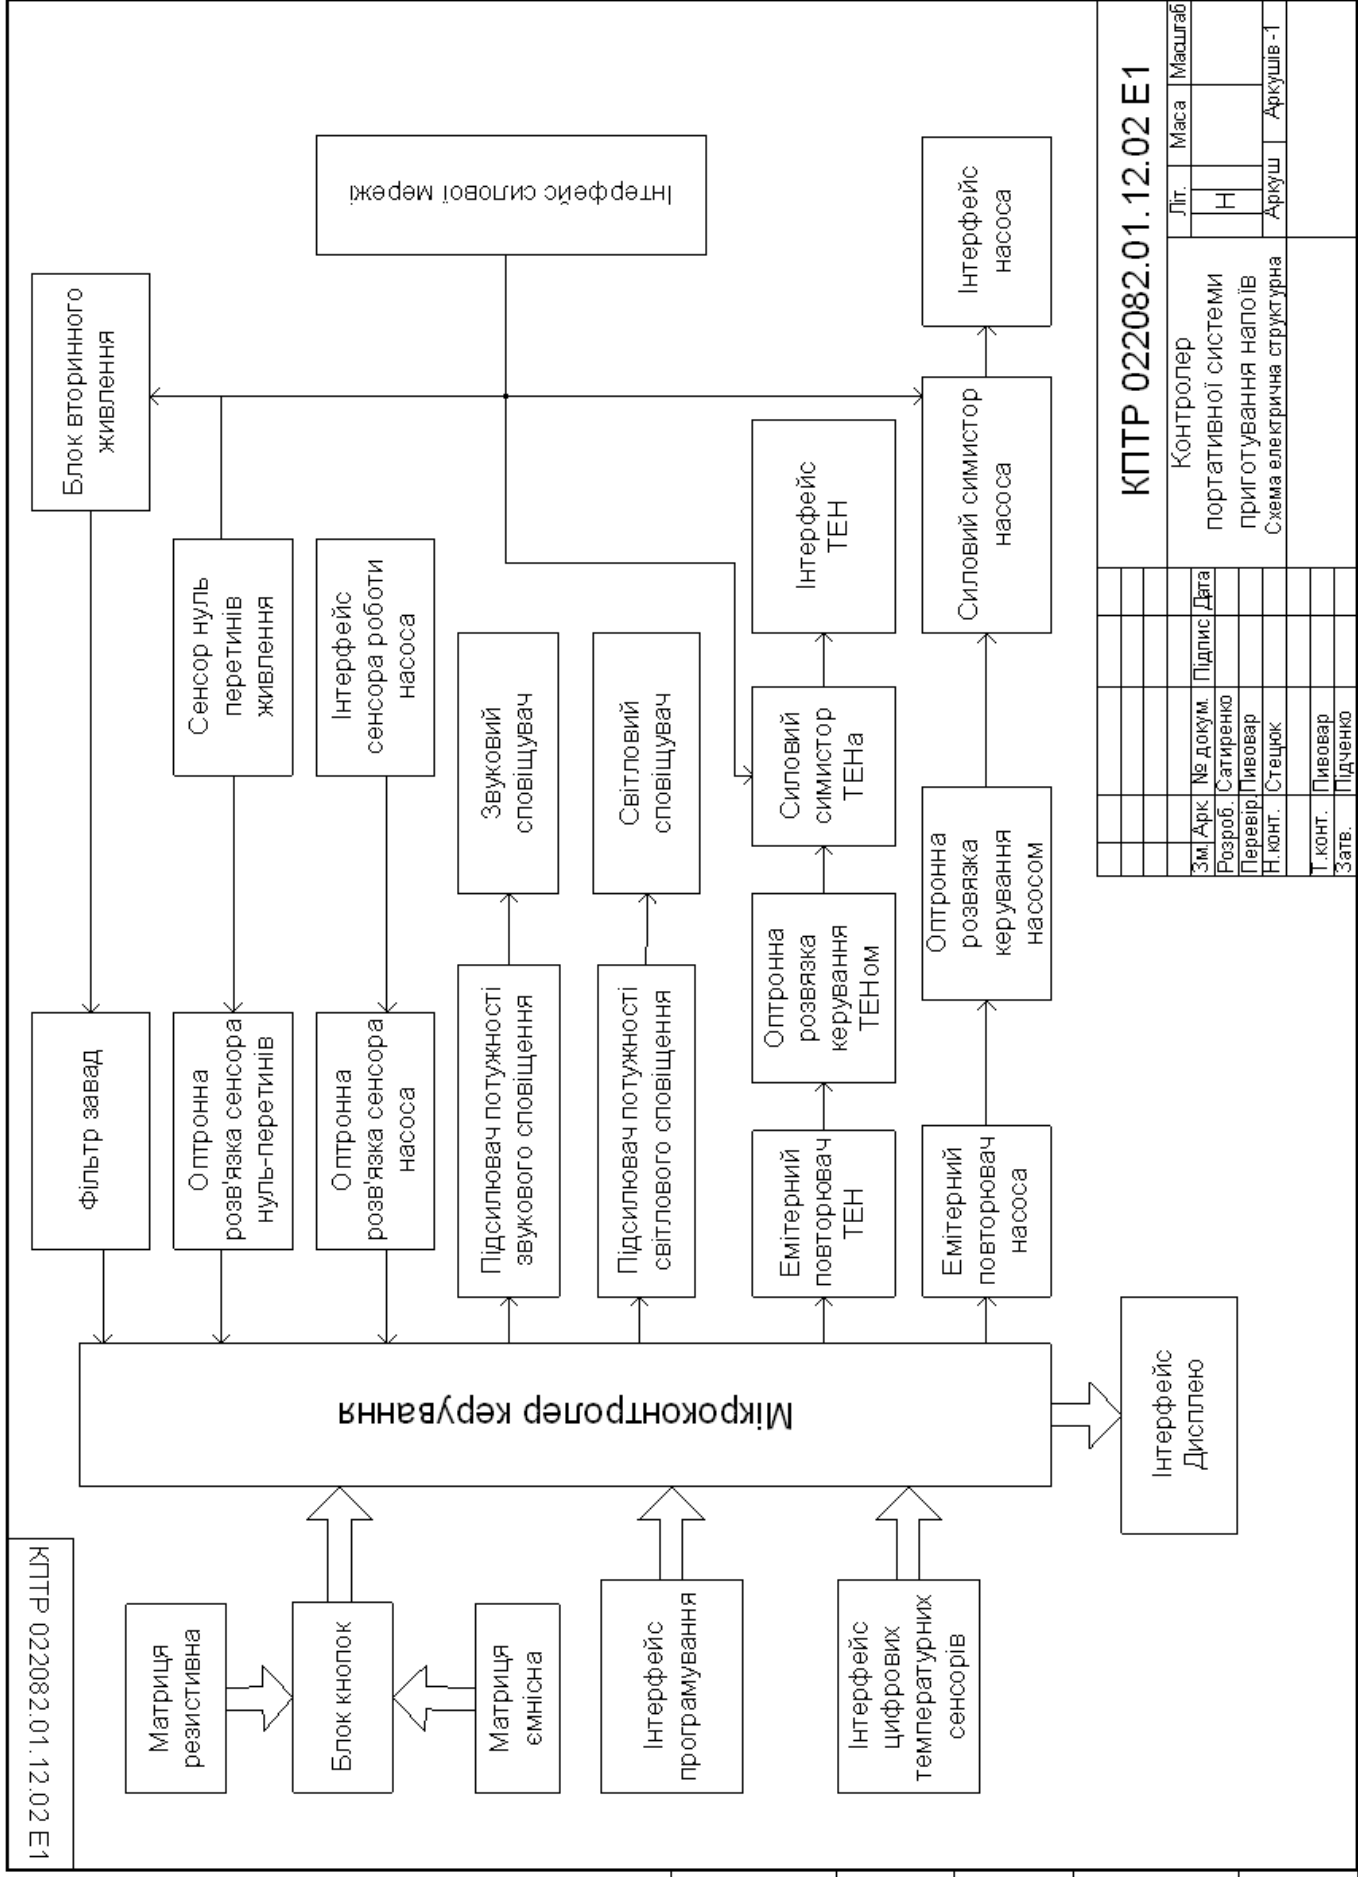 КПТР 022082.01.12.02 Е1
Матриця
резистивна
Блок кнопок
Матриця
ємнісна
Інтерфейс
програмування
Інтерфейс
цифрових
температурних
сенсорів
Мікроконтролер керування
Інтерфейс
Дисплею
Фільтр завад
Оптронна
розв'язка сенсора
нуль-перетинів
Оптронна
розв'язка сенсора
насоса
Підсилювач потужності
звукового сповіщення
Підсилювач потужності
світлового сповіщення
Емітерний
повторювач
ТЕН
Емітерний
повторювач
насоса
Оптронна
розвязка
керування
ТЕНом
Оптронна
розвязка
керування
насосом
Блок вторинного
живлення
Сенсор нуль
перетинів
живлення
Інтерфейс
сенсора роботи
насоса
Звуковий
сповіщувач
Світловий
сповіщувач
Силовий
симистор
ТЕНа
Інтерфейс
ТЕН
Силовий симистор
насоса
Інтерфейс силової мережі
Інтерфейс
насоса
КПТР 022082.01.12.02 Е1
Зм. Арк. № докум. Підпис Дата
Розроб. Сатиренко
Перевір. Пивовар
Н.конт. Стецюк
Т.конт. Пивовар
Затв. Підченко
Контролер
портативної системи
приготування напоїв
Схема електрична структурна
Літ. Маса Масштаб
Н
Аркуш Аркушів -1